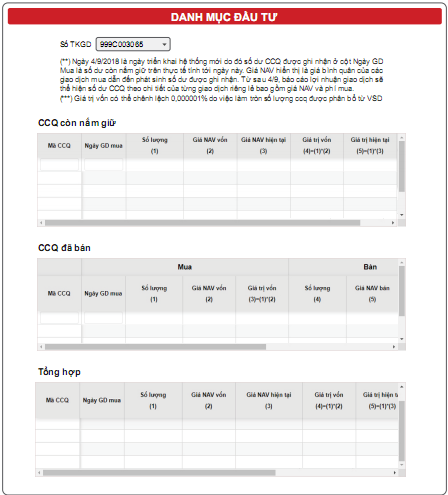 DANH MỤC ĐẦU TƯ
Số TKGD 999C003065
(**) Ngày 4/9/2018 là ngày triển khai hệ thống mới do đó số dư CCQ được ghi nhận ở cột Ngày GD
Mua là số dư còn nắm giữ trên thực tế tính tới ngày này. Giá NAV hiển thị là giá bình quân của các
giao dịch mua dẫn đến phát sinh số dư được ghi nhận. Từ sau 4/9, báo cáo lợi nhuận giao dịch sẽ
thể hiện số dư CCQ theo chi tiết của từng giao dịch riêng lẻ bao gồm giá NAV và phí mua.
(***) Giá trị vốn có thể chênh lệch 0,000001% do việc làm tròn số lượng ccq được phân bổ từ VSD
CCQ còn nắm giữ
Mã CCQ Ngày GD mua Số lượng (1) Giá NAV vốn (2) Giá NAV hiện tại (3) Giá trị vốn (4)=(1)*(2) Giá trị hiện tại (5)=(1)*(3)
CCQ đã bán
Mua Bán
Mã CCQ Ngày GD mua Số lượng (1) Giá NAV vốn (2) Giá trị vốn (3)=(1)*(2) Số lượng (4) Giá NAV bán (5)
Tổng hợp
Mã CCQ Ngày GD mua Số lượng (1) Giá NAV vốn (2) Giá NAV hiện tại (3) Giá trị vốn (4)=(1)*(2) Giá trị hiện t (5)=(1)*(3)